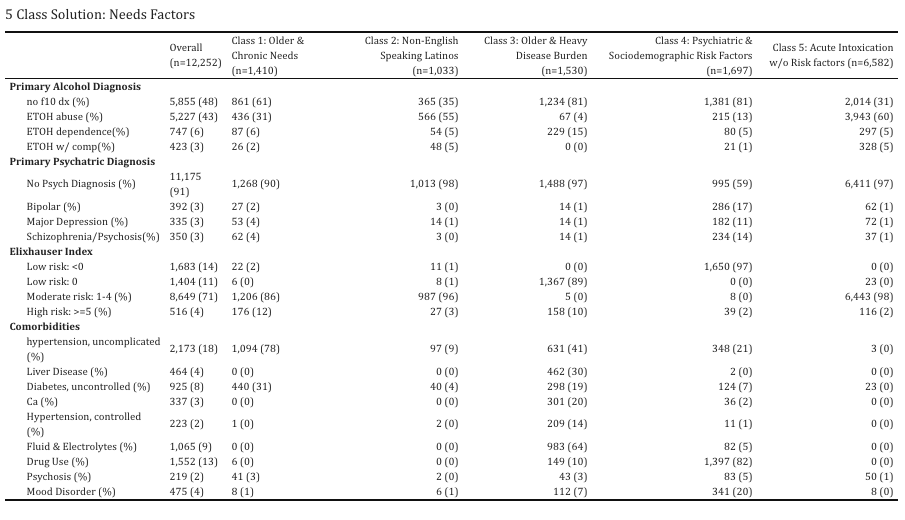 5 Class Solution: Needs Factors
Overall (n=12,252) Class 1: Older & Chronic Needs (n=1,410) Class 2: Non-English Speaking Latinos (n=1,033) Class 3: Older & Heavy Disease Burden (n=1,530) Class 4: Psychiatric & Sociodemographic Risk Factors (n=1,697) Class 5: Acute Intoxication w/o Risk factors (n=6,582)
Primary Alcohol Diagnosis
no f10 dx (%) 5,855 (48) 861 (61) 365 (35) 1,234 (81) 1,381 (81) 2,014 (31)
ETOH abuse (%) 5,227 (43) 436 (31) 566 (55) 67 (4) 215 (13) 3,943 (60)
ETOH dependence(%) 747 (6) 87 (6) 54 (5) 229 (15) 80 (5) 297 (5)
ETOH w/ comp(%) 423 (3) 26 (2) 48 (5) 0 (0) 21 (1) 328 (5)
Primary Psychatric Diagnosis
No Psych Diagnosis (%) 11,175 (91) 1,268 (90) 1,013 (98) 1,488 (97) 995 (59) 6,411 (97)
Bipolar (%) 392 (3) 27 (2) 3 (0) 14 (1) 286 (17) 62 (1)
Major Depression (%) 335 (3) 53 (4) 14 (1) 14 (1) 182 (11) 72 (1)
Schizophrenia/Psychosis(%) 350 (3) 62 (4) 3 (0) 14 (1) 234 (14) 37 (1)
Elixhauser Index
Low risk: <0 1,683 (14) 22 (2) 11 (1) 0 (0) 1,650 (97) 0 (0)
Low risk: 0 1,404 (11) 6 (0) 8 (1) 1,367 (89) 0 (0) 23 (0)
Moderate risk: 1-4 (%) 8,649 (71) 1,206 (86) 987 (96) 5 (0) 8 (0) 6,443 (98)
High risk: >=5 (%) 516 (4) 176 (12) 27 (3) 158 (10) 39 (2) 116 (2)
Comorbidities
hypertension, uncomplicated (%) 2,173 (18) 1,094 (78) 97 (9) 631 (41) 348 (21) 3 (0)
Liver Disease (%) 464 (4) 0 (0) 0 (0) 462 (30) 2 (0) 0 (0)
Diabetes, uncontrolled (%) 925 (8) 440 (31) 40 (4) 298 (19) 124 (7) 23 (0)
Ca (%) 337 (3) 0 (0) 0 (0) 301 (20) 36 (2) 0 (0)
Hypertension, controlled (%) 223 (2) 1 (0) 2 (0) 209 (14) 11 (1) 0 (0)
Fluid & Electrolytes (%) 1,065 (9) 0 (0) 0 (0) 983 (64) 82 (5) 0 (0)
Drug Use (%) 1,552 (13) 6 (0) 0 (0) 149 (10) 1,397 (82) 0 (0)
Psychosis (%) 219 (2) 41 (3) 2 (0) 43 (3) 83 (5) 50 (1)
Mood Disorder (%) 475 (4) 8 (1) 6 (1) 112 (7) 341 (20) 8 (0)